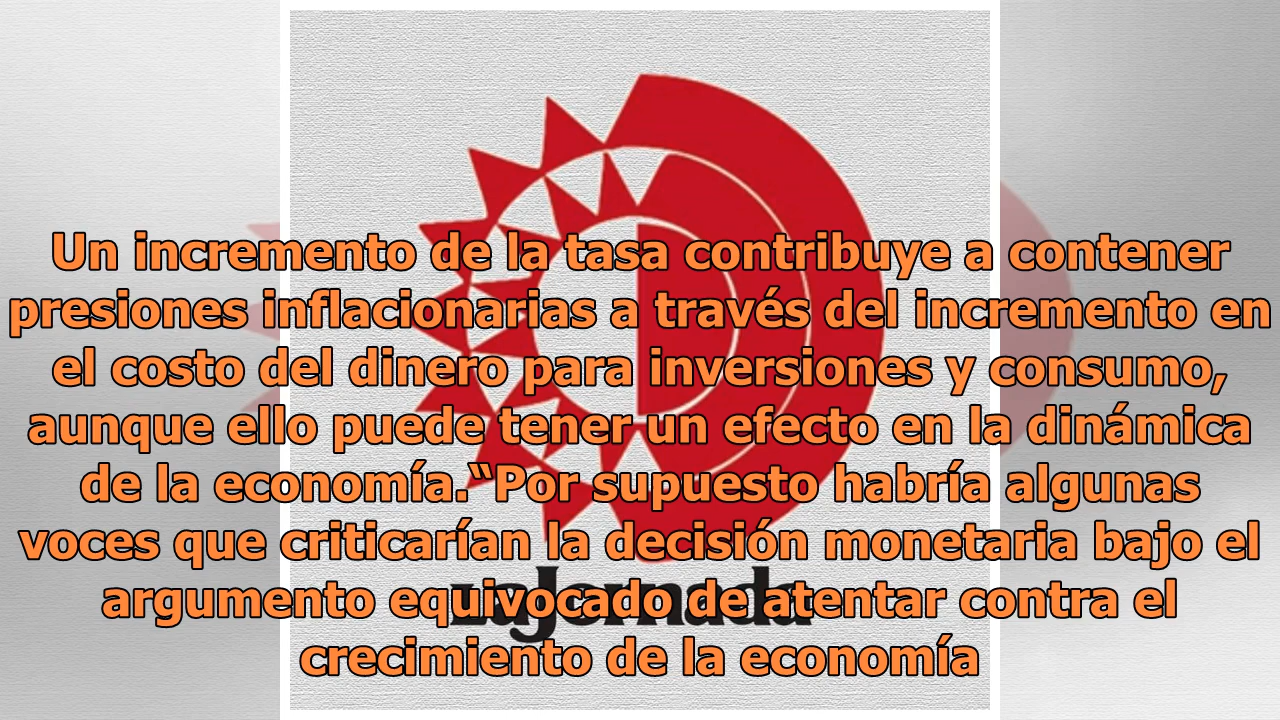 Un incremento de la tasa contribuye a contener
presiones inflacionarias a través del incremento en
el costo del dinero para inversiones y consumo,
aunque ello puede tener un efecto en la dinámica
de la economía.“Por supuesto habría algunas
voces que criticarían la decisión monetaria bajo el
argumento equivocado de atentar contra el
crecimiento de la economía
La Jornada